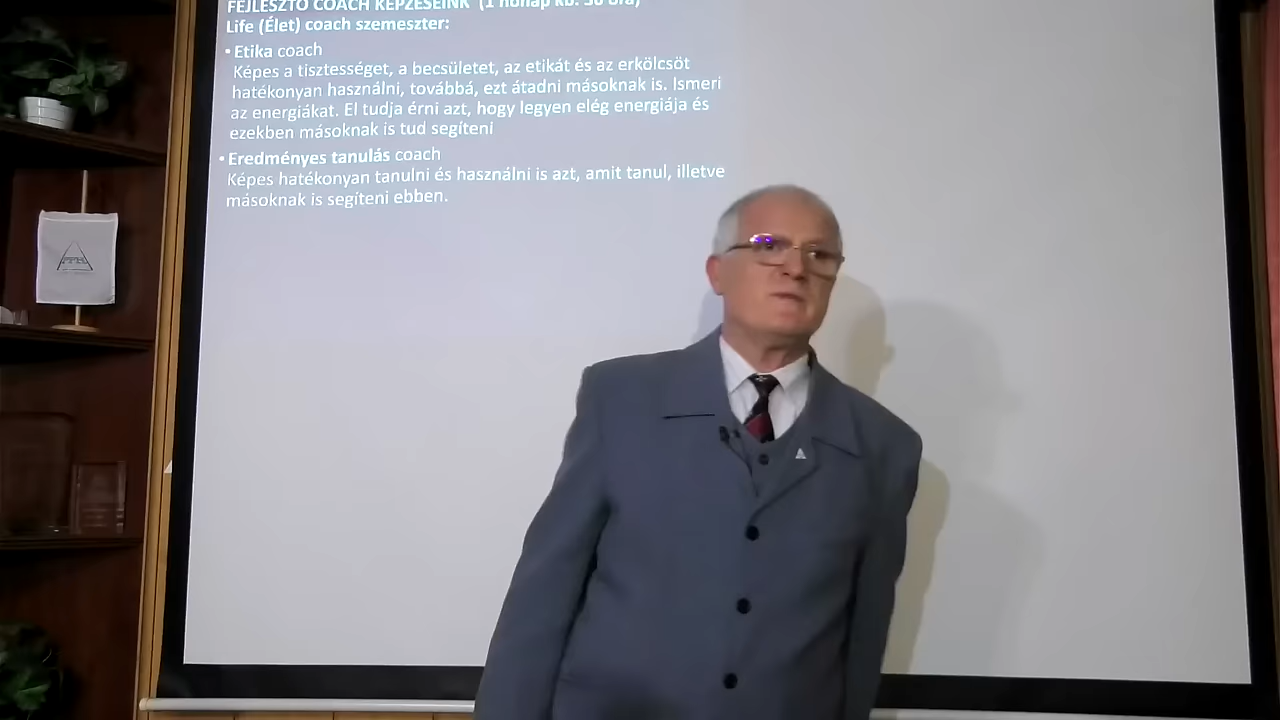 FEJLESZTŐ COACH KÉPZÉSEINK (1 hónap kb. 30 óra)
Life (Élet) coach szemeszter:
• Etika coach
Képes a tisztességet, a becsületet, az etikát és az erkölcsöt
hatékonyan használni, továbbá, ezt átadni másoknak is. Ismeri
az energiákat. El tudja érni azt, hogy legyen elég energiája és
ezekben másoknak is tud segíteni
• Eredményes tanulás coach
Képes hatékonyan tanulni és használni is azt, amit tanul, illetve
másoknak is segíteni ebben.